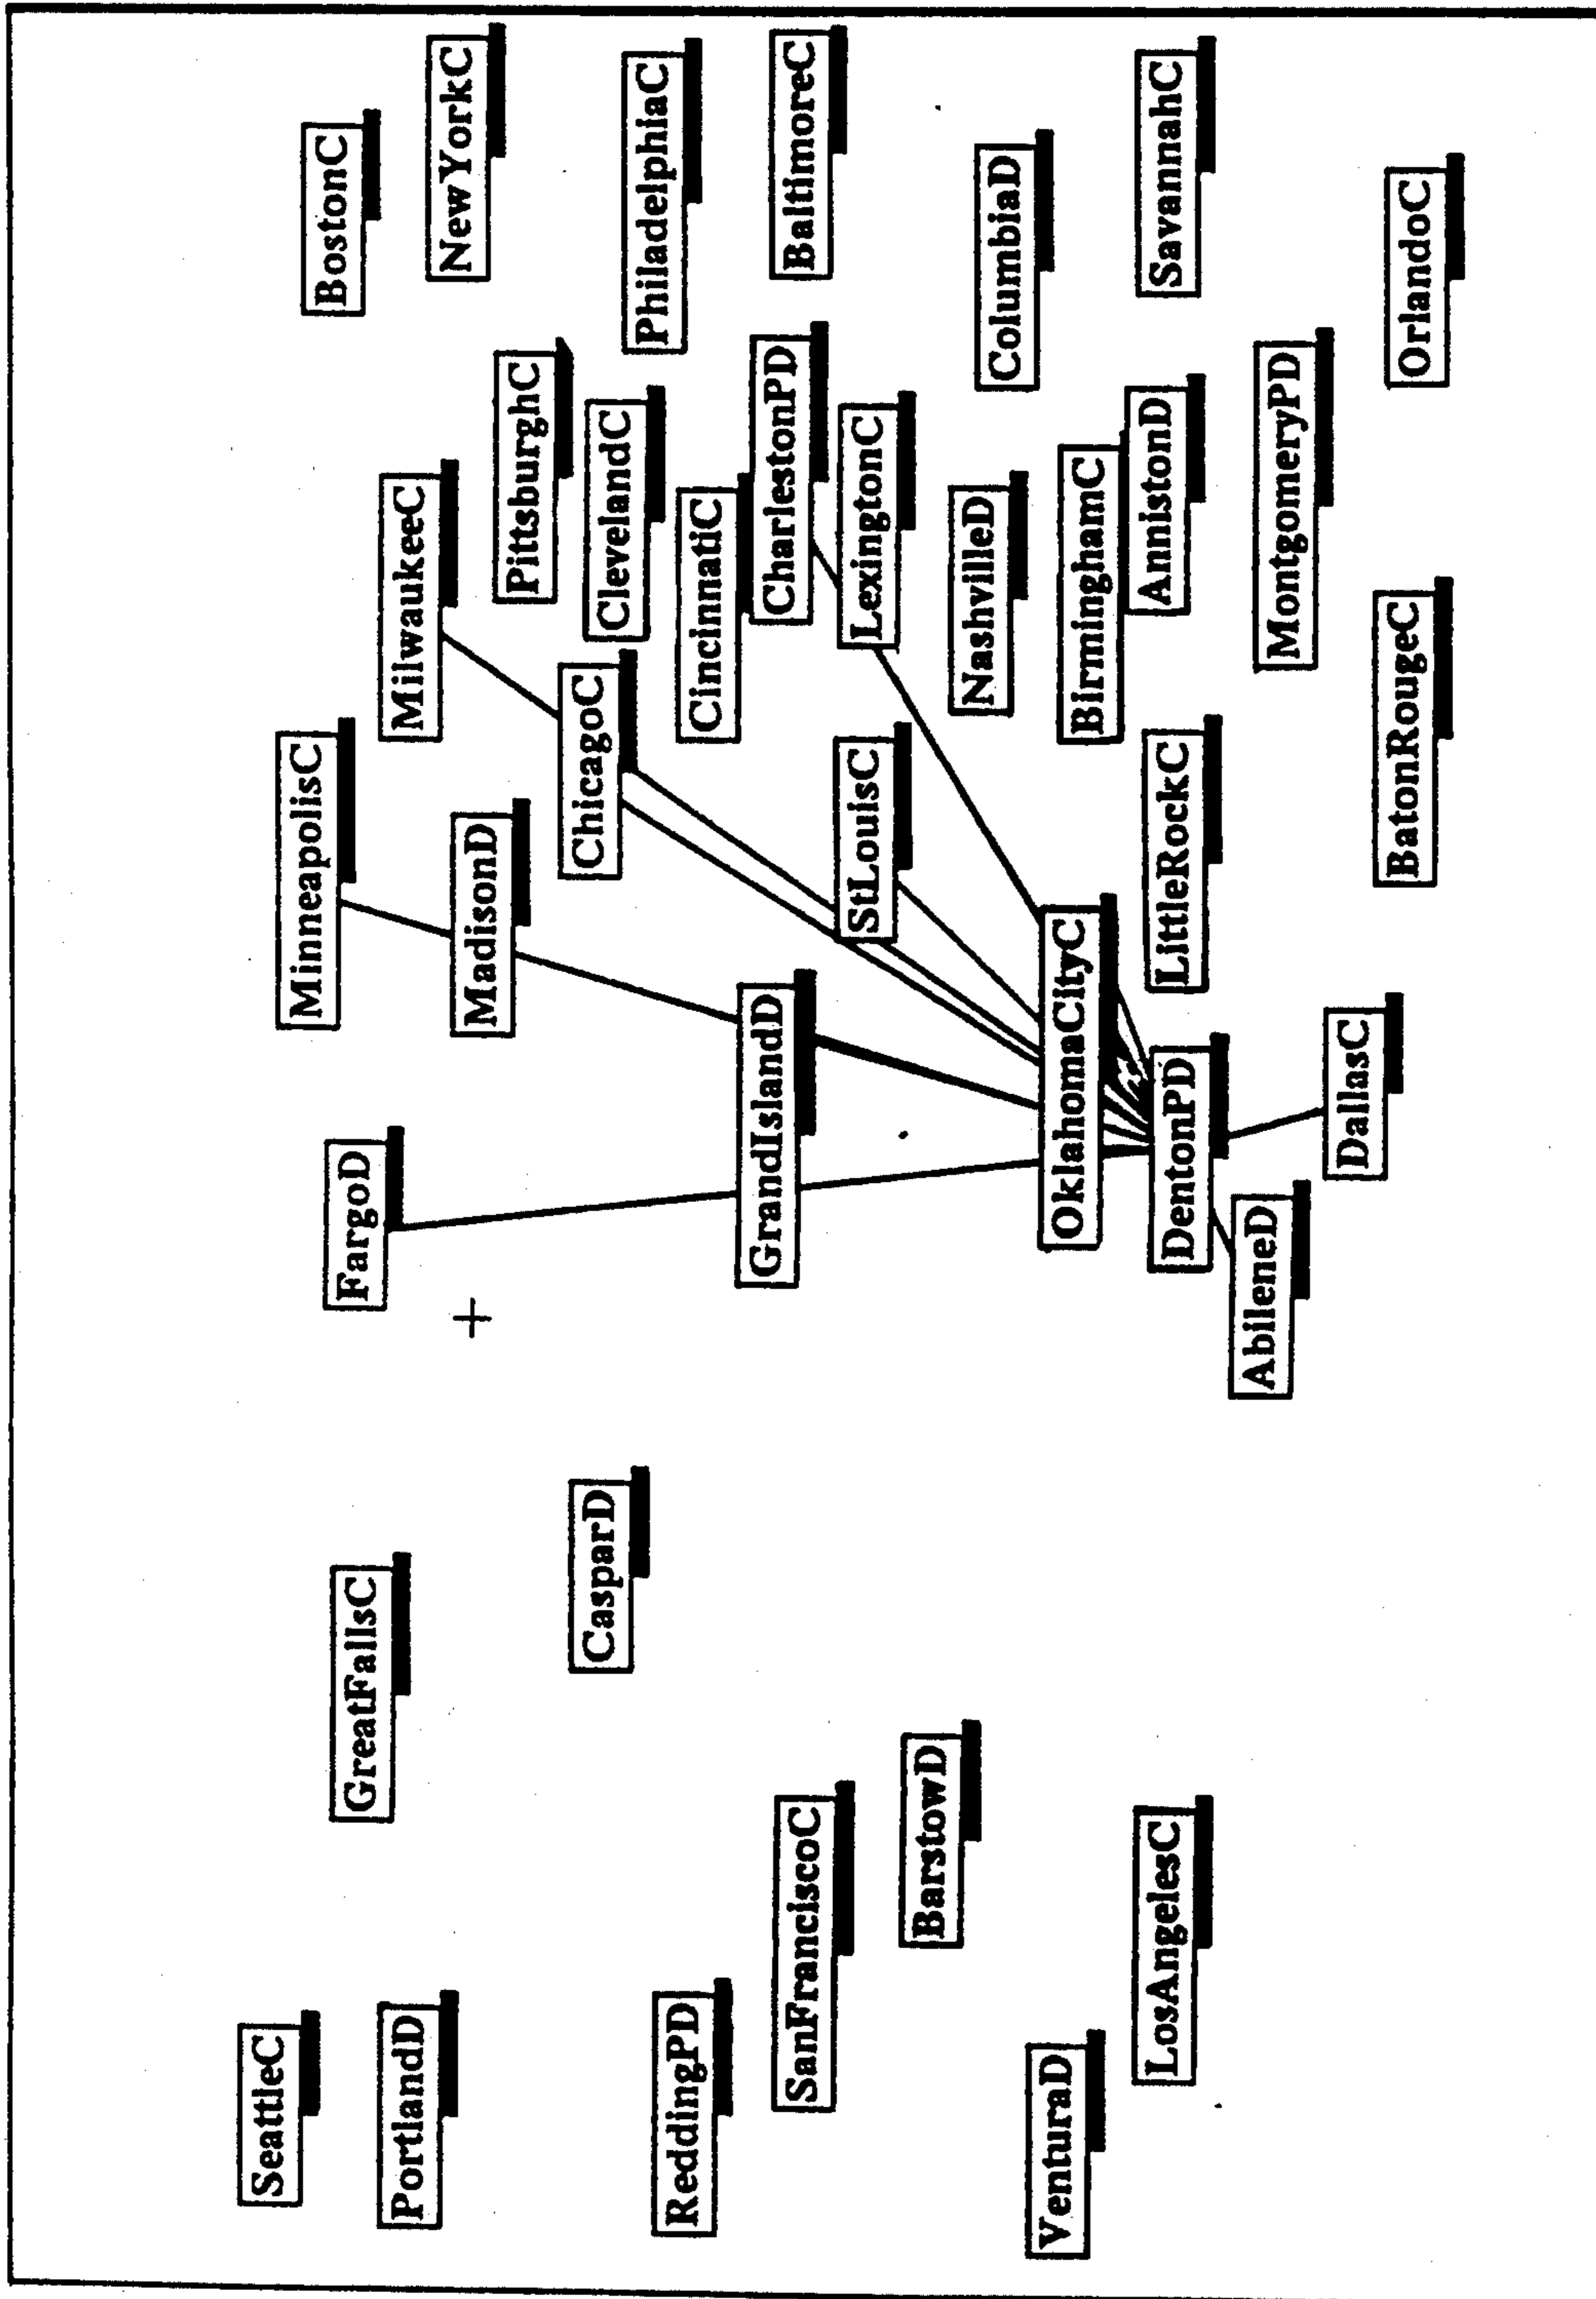 SeattleC
PortlandD
ReddingPD
SanFranciscoC
BarstowD
VenturaD
LosAngelesC
GreatFallsC
CasparD
FargoD
GrandIslandD
OklahomaCityC
DentonPD
AbileneD
DallasC
MinneapolisC
MadisonD
MilwaukeeC
ChicagoC
StLouisC
LittleRockC
BatonRougeC
PittsburghC
ClevelandC
CincinnatiC
CharlestonPD
LexingtonC
NashvilleD
BirminghamC
AnnistonD
MontgomeryPD
BostonC
NewYorkC
PhiladelphiaC
BaltimoreC
ColumbiaD
SavannahC
OrlandoC